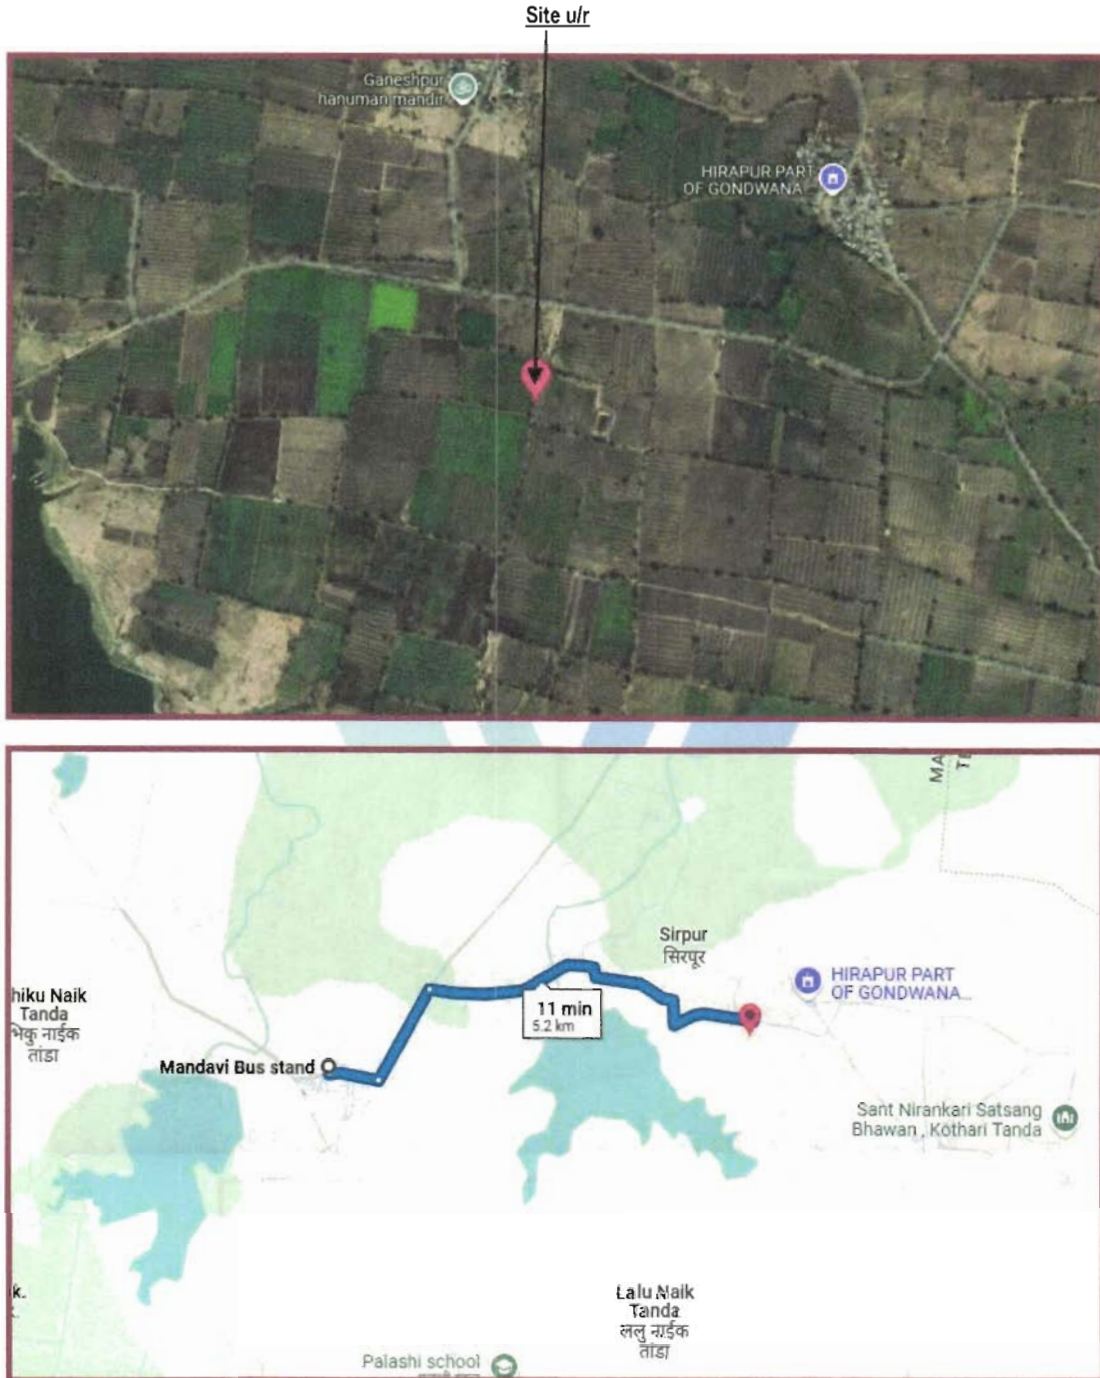 Site u/r
Ganeshpur
hanuman mandir
HIRAPUR PART
OF GONDWANA...
MA
TE
Sirpur
सिरपूर
HIRAPUR PART
OF GONDWANA...
hiku Naik
Tanda
भिकु नाईक
तांडा
11 min
5.2 km
Mandavi Bus stand
Sant Nirankari Satsang
Bhawan , Kothari Tanda
k.
Lalu Naik
Tanda
ललु नाईक
तांडा
Palashi school